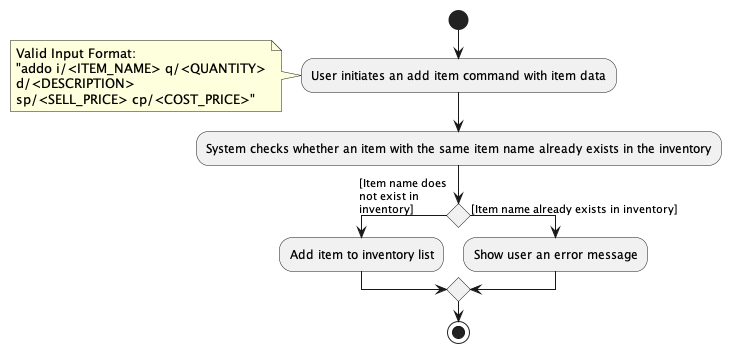 Valid Input Format:
"addo i/<ITEM_NAME> q/<QUANTITY>
d/<DESCRIPTION>
sp/<SELL_PRICE> cp/<COST_PRICE>"
User initiates an add item command with item data
System checks whether an item with the same item name already exists in the inventory
[Item name does
not exist in
inventory]
[Item name already exists in inventory]
Add item to inventory list
Show user an error message